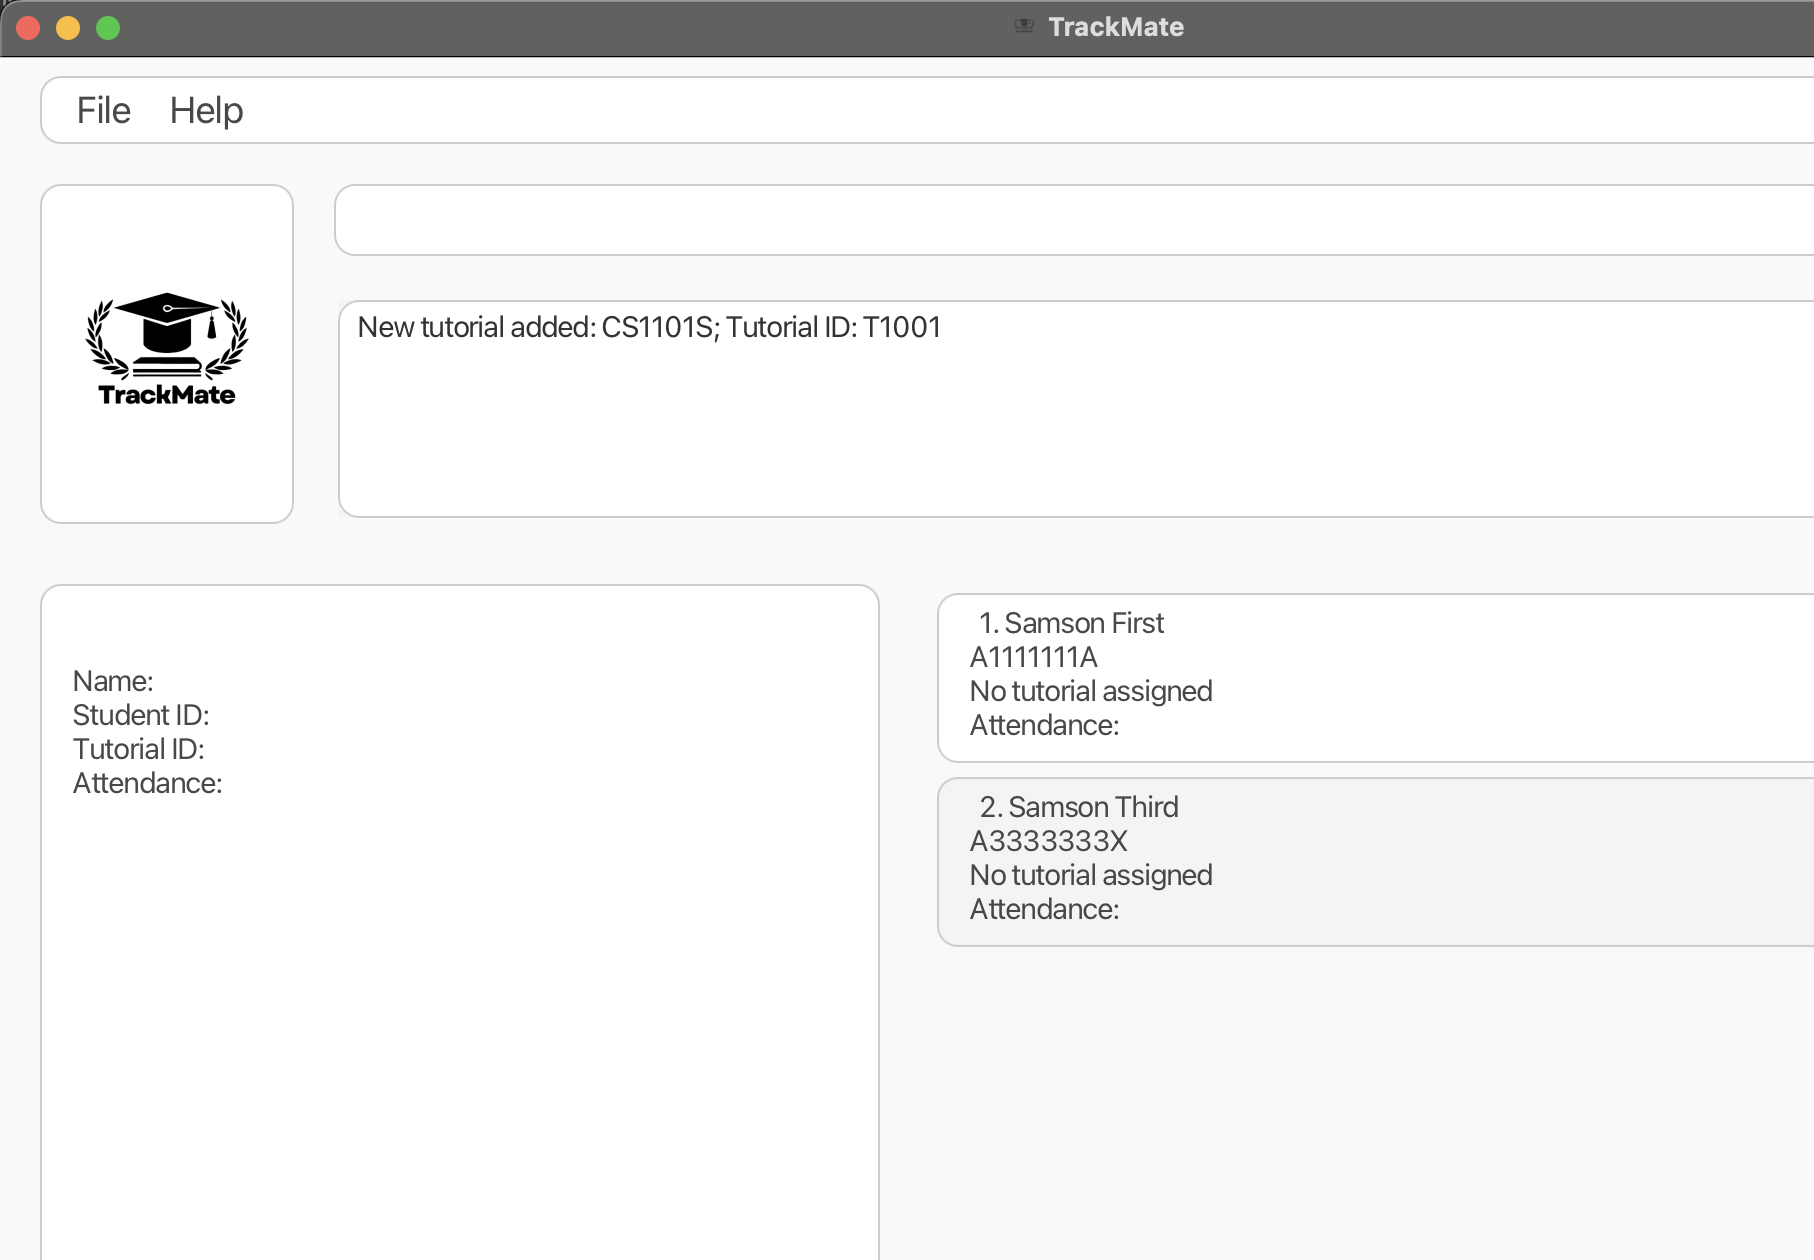 TrackMate
File Help
TrackMate
New tutorial added: CS1101S; Tutorial ID: T1001
Name:
Student ID:
Tutorial ID:
Attendance:
1. Samson First
A1111111A
No tutorial assigned
Attendance:
2. Samson Third
A3333333X
No tutorial assigned
Attendance: